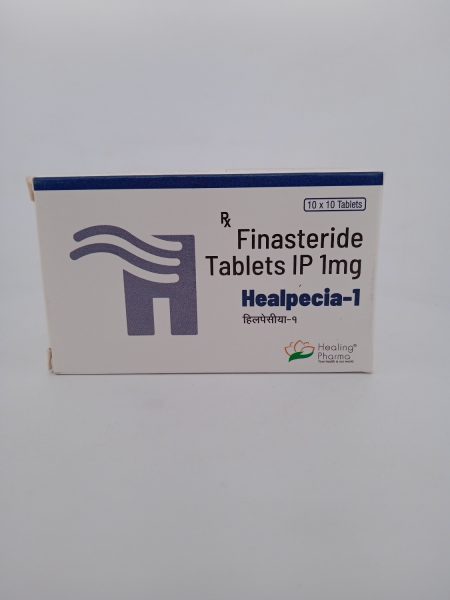 10 x 10 Tablets
Rx
Finasteride
Tablets IP 1mg
Healpecia-1
हिलपेसीया-१
Healing®
Pharma